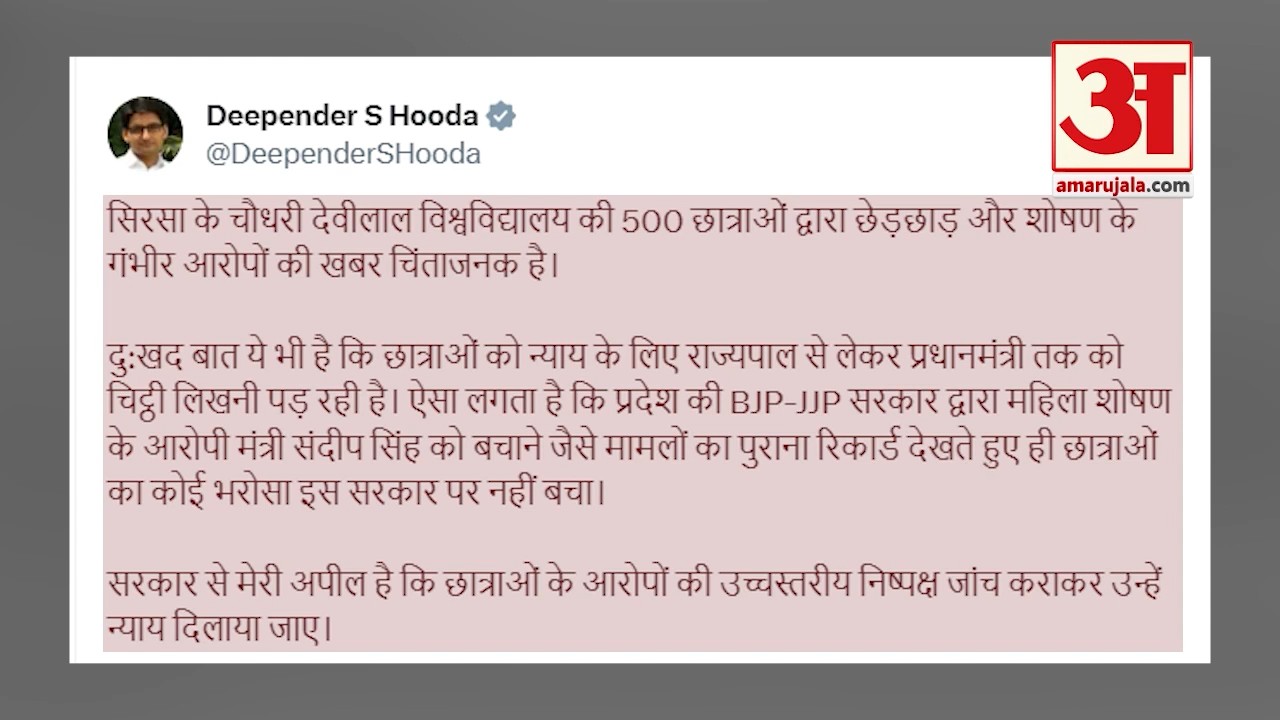 Deepender S Hooda
@DeependerSHooda
अ
amarujala.com
सिरसा के चौधरी देवीलाल विश्वविद्यालय की 500 छात्राओं द्वारा छेड़छाड़ और शोषण के
गंभीर आरोपों की खबर चिंताजनक है।
दु:खद बात ये भी है कि छात्राओं को न्याय के लिए राज्यपाल से लेकर प्रधानमंत्री तक को
चिट्ठी लिखनी पड़ रही है। ऐसा लगता है कि प्रदेश की BJP-JJP सरकार द्वारा महिला शोषण
के आरोपी मंत्री संदीप सिंह को बचाने जैसे मामलों का पुराना रिकार्ड देखते हुए ही छात्राओं
का कोई भरोसा इस सरकार पर नहीं बचा।
सरकार से मेरी अपील है कि छात्राओं के आरोपों की उच्चस्तरीय निष्पक्ष जांच कराकर उन्हें
न्याय दिलाया जाए।